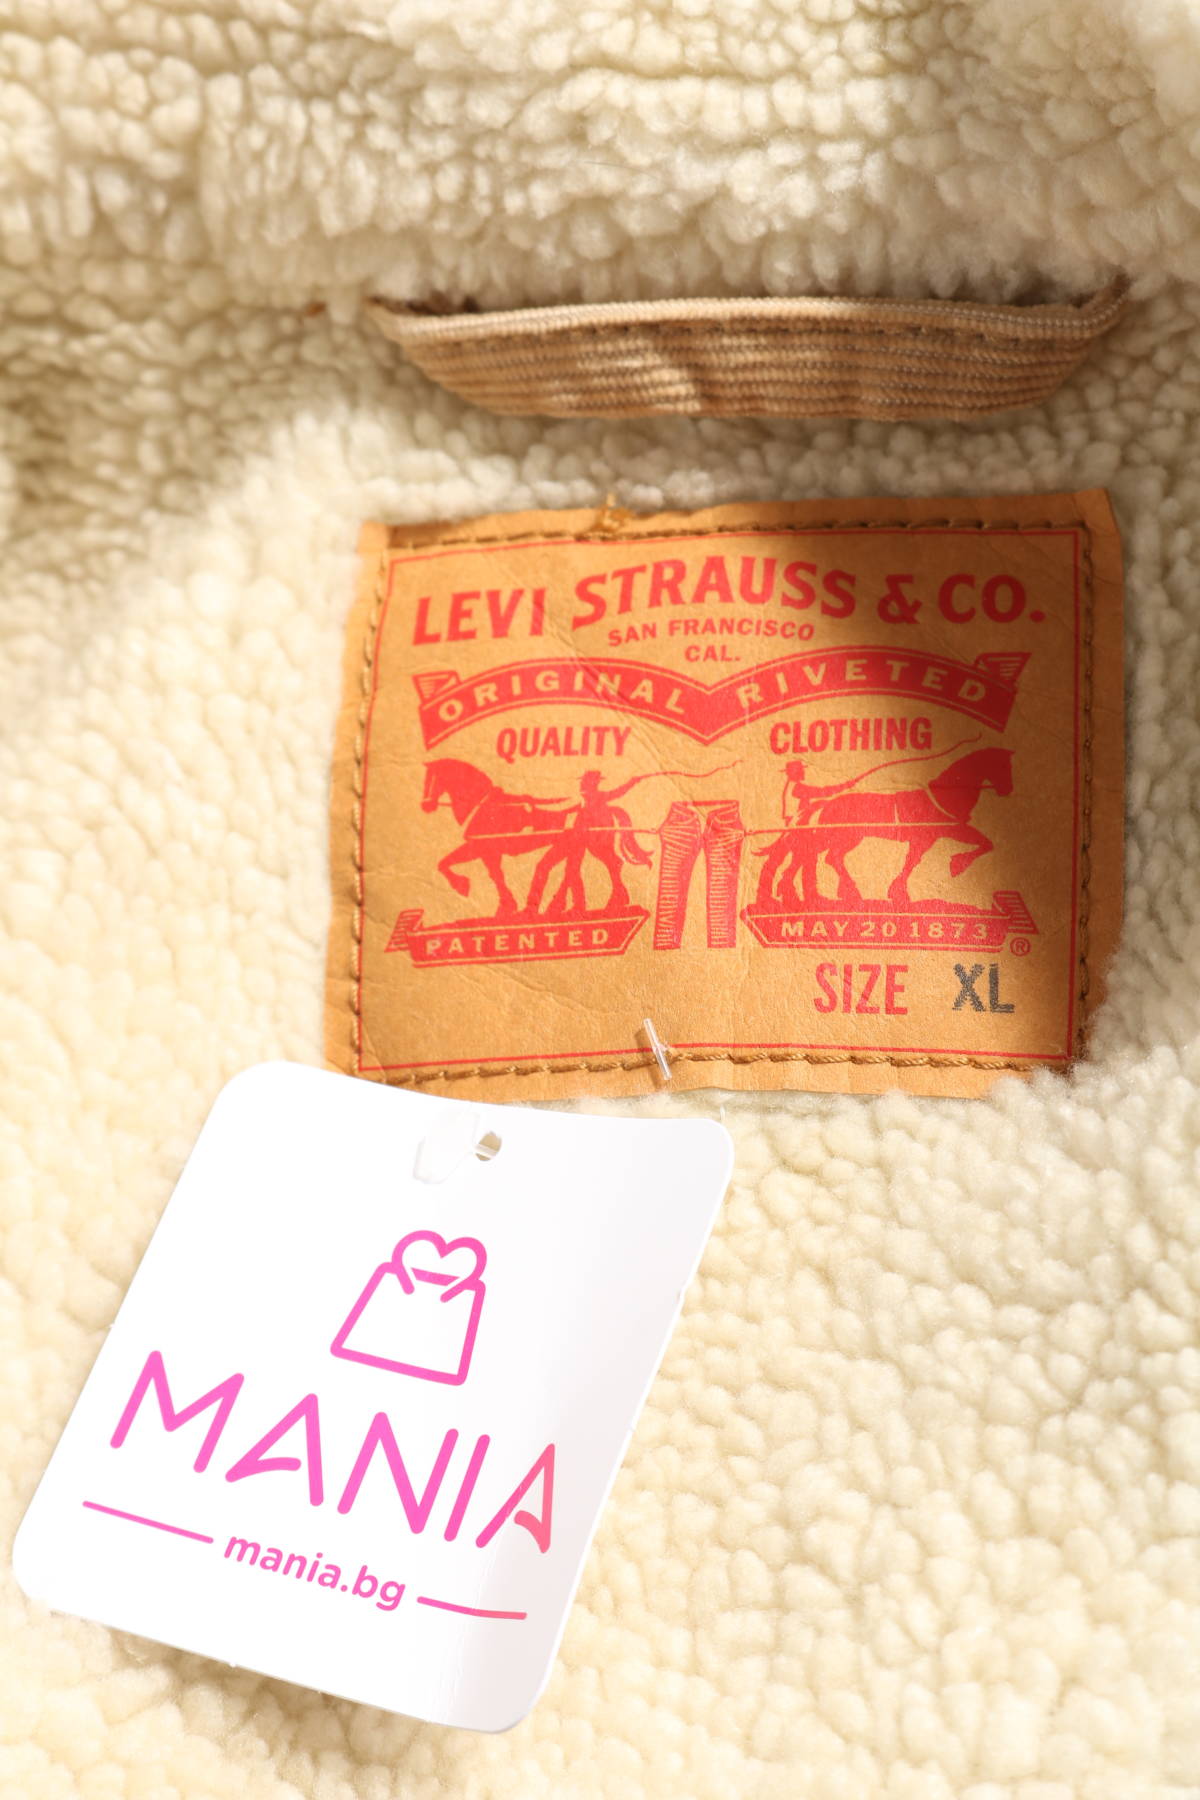 LEVI STRAUSS & CO.
SAN FRANCISCO
CAL.
ORIGINAL RIVETED
QUALITY CLOTHING
PATENTED MAY 20 1873 ®
SIZE XL
MANIA
mania.bg